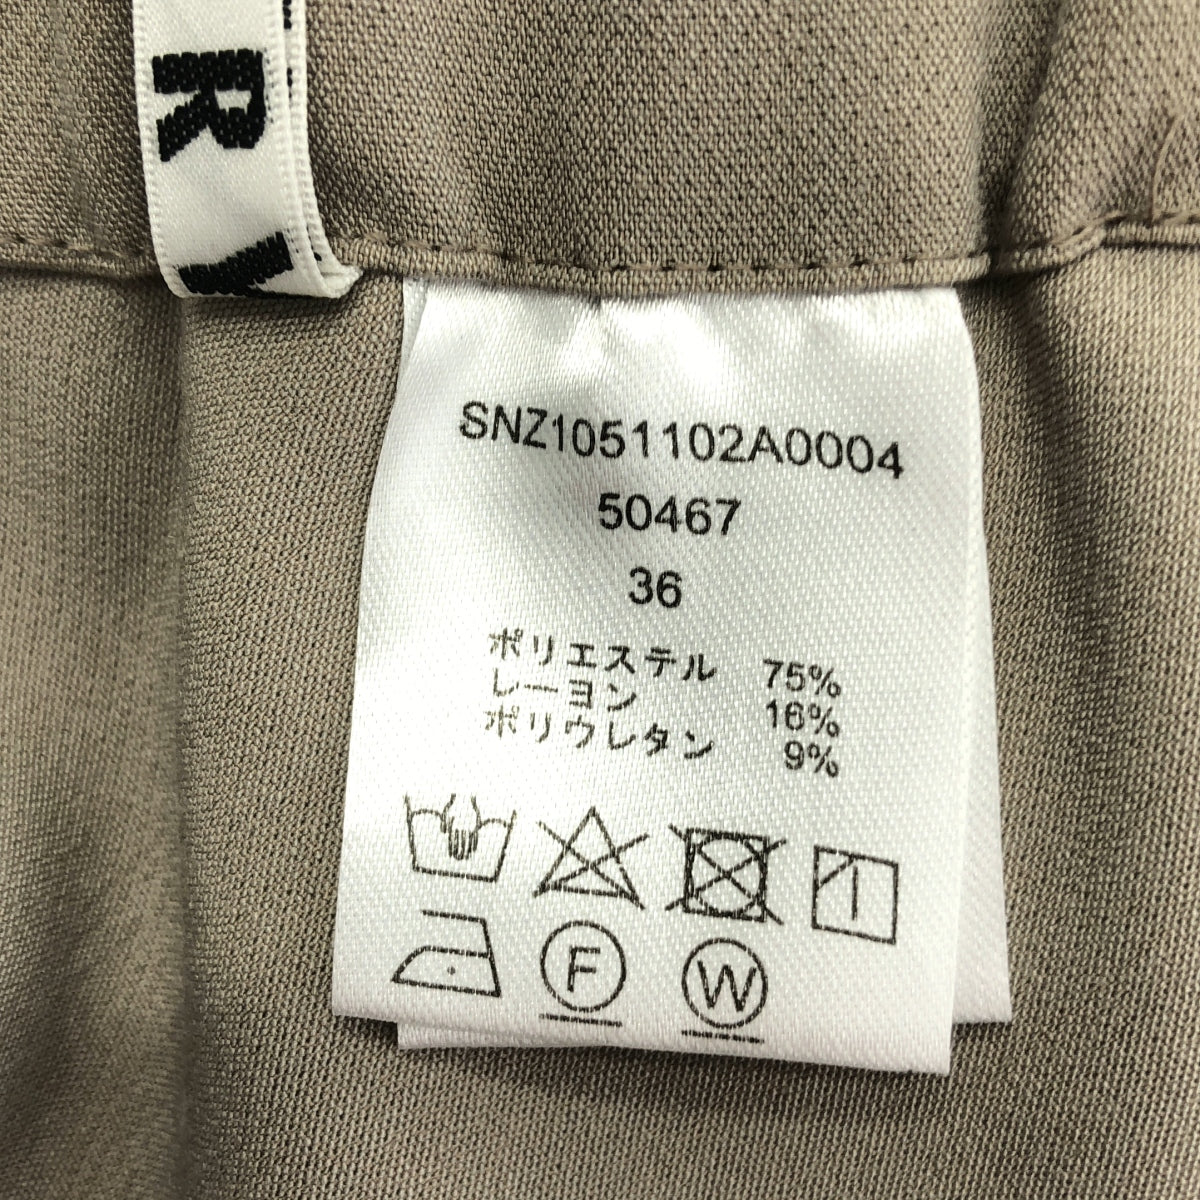 R
SNZ1051102A0004
50467
36
ポリエステル 75%
レーヨン 16%
ポリウレタン 9%
F W